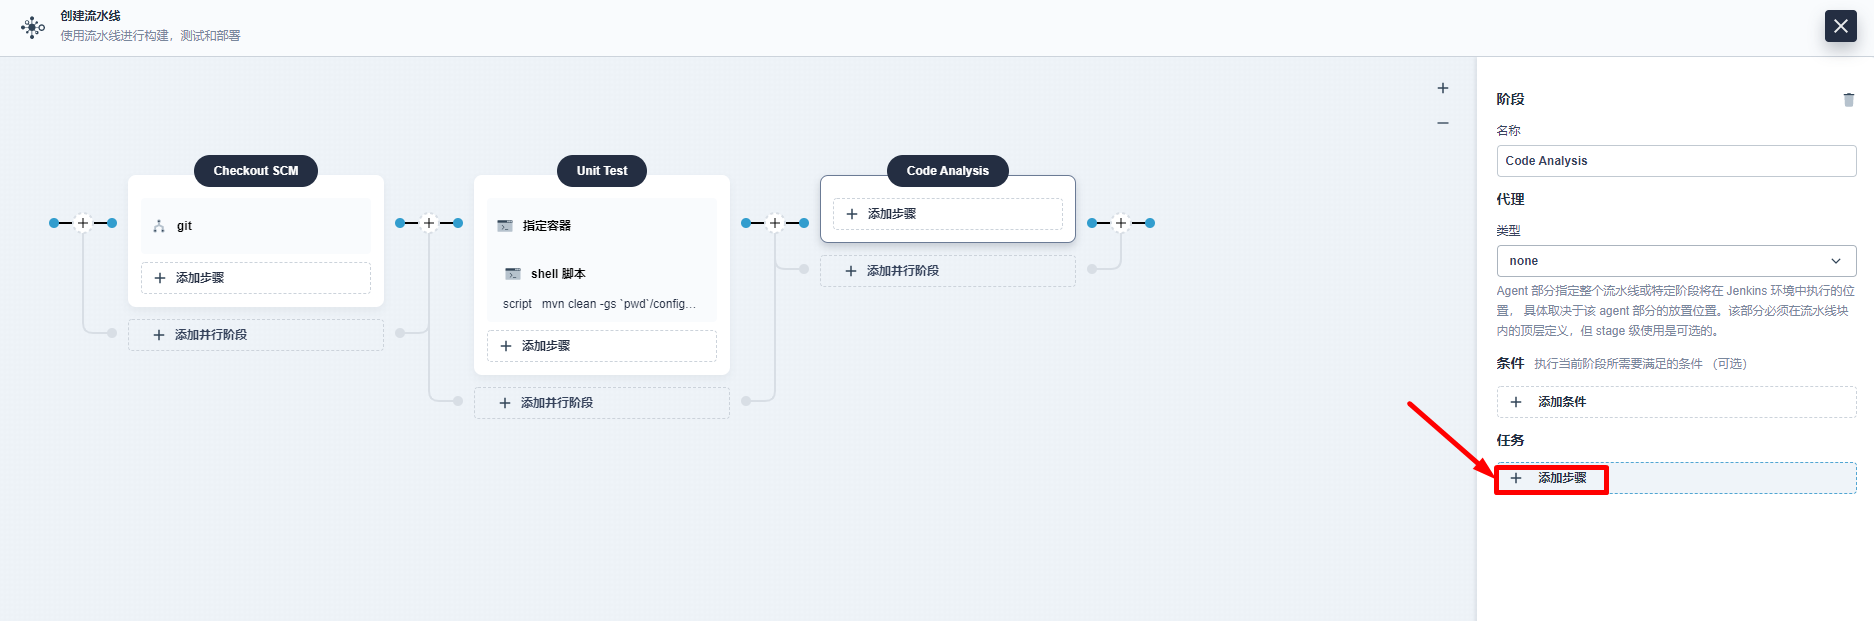 创建流水线
使用流水线进行构建，测试和部署
Checkout SCM
git
添加步骤
添加并行阶段
Unit Test
指定容器
shell 脚本
script mvn clean -gs `pwd`/config...
添加步骤
添加并行阶段
Code Analysis
添加步骤
添加并行阶段
阶段
名称
Code Analysis
代理
类型
none
Agent 部分指定整个流水线或特定阶段将在 Jenkins 环境中执行的位
置， 具体取决于该 agent 部分的放置位置。该部分必须在流水线块
内的顶层定义，但 stage 级使用是可选的。
条件 执行当前阶段所需要满足的条件 （可选）
添加条件
任务
添加步骤